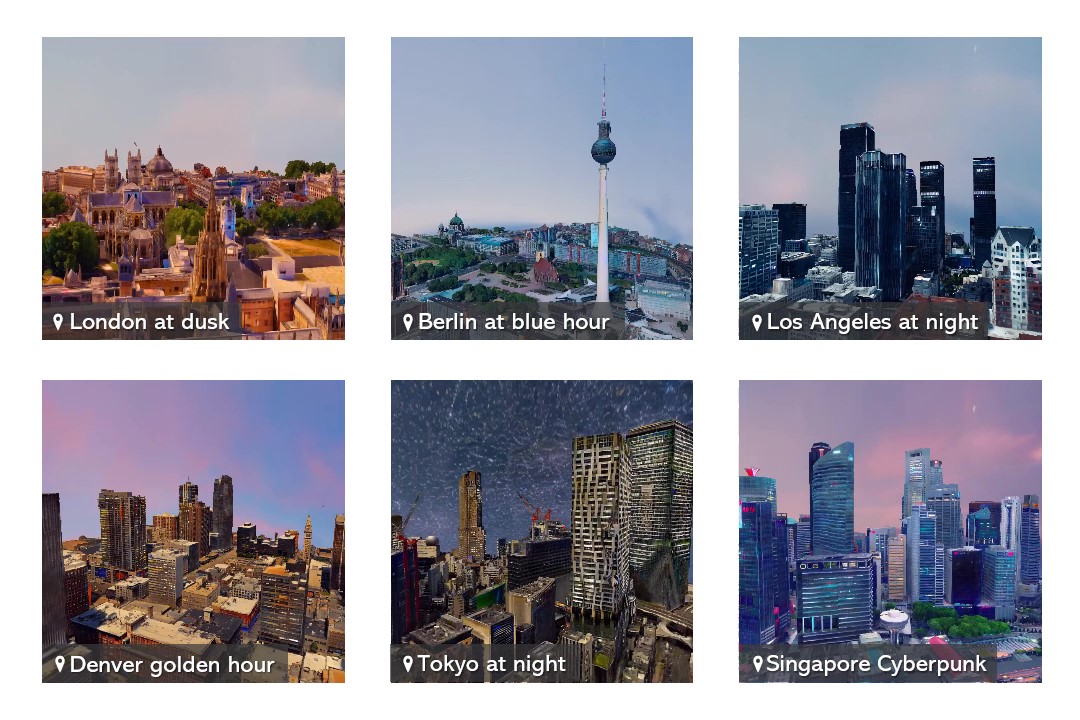 London at dusk
Berlin at blue hour
Los Angeles at night
Denver golden hour
Tokyo at night
Singapore Cyberpunk